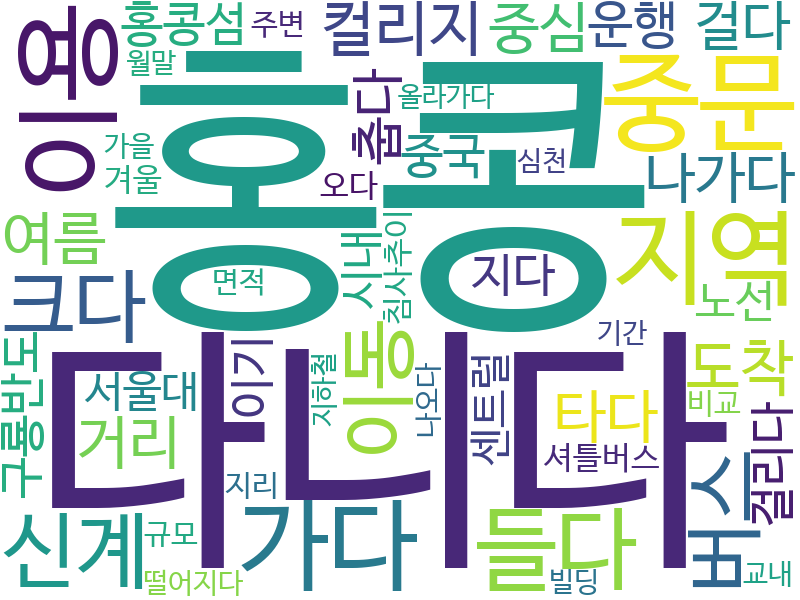 홍콩섬
주변
컬리지
중심
운행
걷다
월말
이용
홍콩
춥다
올라가다
중문
가을
겨울
중국
심천
오다
나가다
여름
시내
침사추이
면적
지다
지역
크다
노선
구룡반도
서울대
거리
이기
지하철
이동
나오다
센트럴
기간
타다
셔틀버스
도착
비교
걸리다
다니다
지리
신계
규모
떨어지다
가다
들다
빌딩
버스
교내